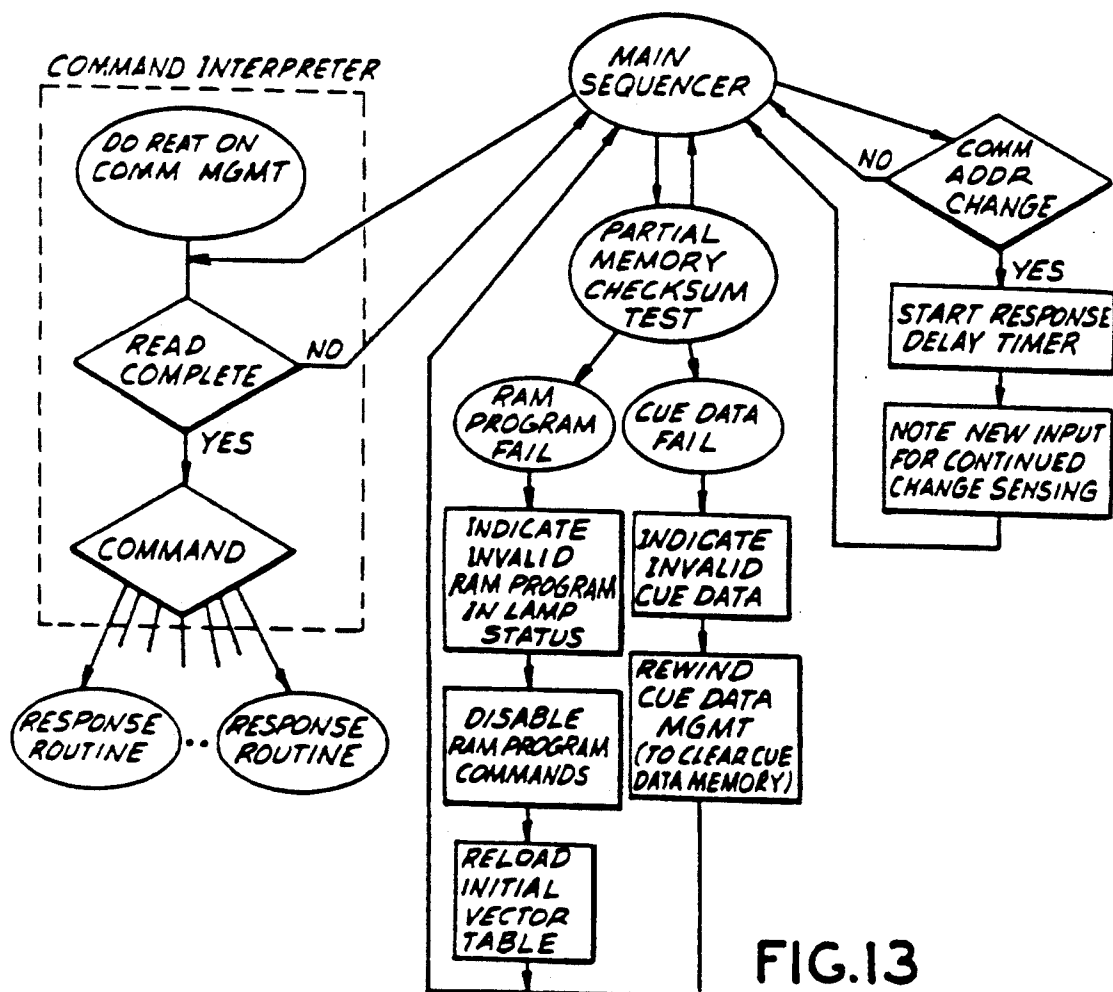 COMMAND INTERPRETER
DO REAT ON
COMM MGMT
READ
COMPLETE
NO
YES
COMMAND
RESPONSE
ROUTINE
..
RESPONSE
ROUTINE
MAIN
SEQUENCER
PARTIAL
MEMORY
CHECKSUM
TEST
RAM
PROGRAM
FAIL
INDICATE
INVALID
RAM PROGRAM
IN LAMP
STATUS
DISABLE
RAM PROGRAM
COMMANDS
RELOAD
INITIAL
VECTOR
TABLE
CUE DATA
FAIL
INDICATE
INVALID
CUE DATA
REWIND
CUE DATA
MGMT
(TO CLEAR CUE
DATA MEMORY)
NO
COMM
ADDR
CHANGE
YES
START RESPONSE
DELAY TIMER
NOTE NEW INPUT
FOR CONTINUED
CHANGE SENSING
FIG.13